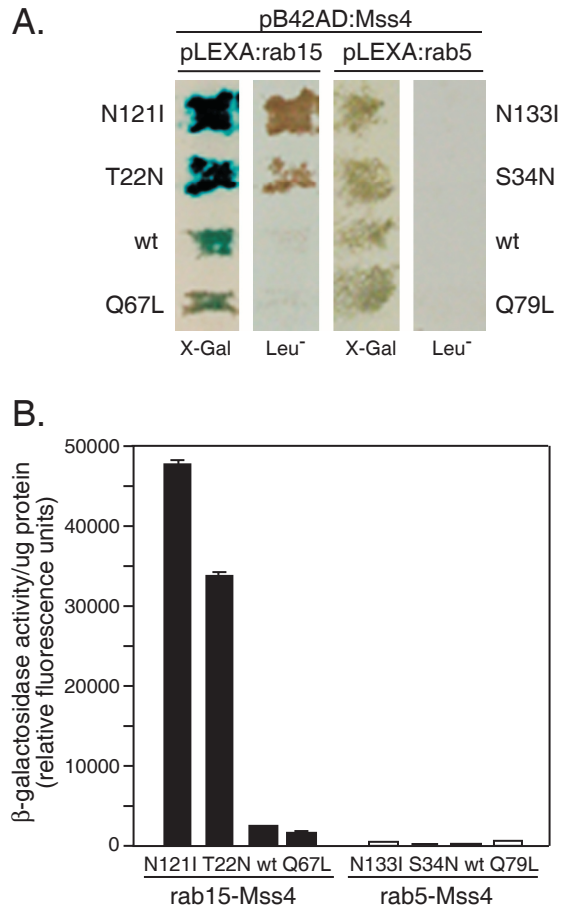 A.
pB42AD:Mss4
pLEXA:rab15 pLEXA:rab5
N121I N133I
T22N S34N
wt wt
Q67L Q79L
X-Gal Leu- X-Gal Leu-
B.
β-galactosidase activity/ug protein
(relative fluorescence units)
50000
40000
30000
20000
10000
0
N121I T22N wt Q67L N133I S34N wt Q79L
rab15-Mss4 rab5-Mss4